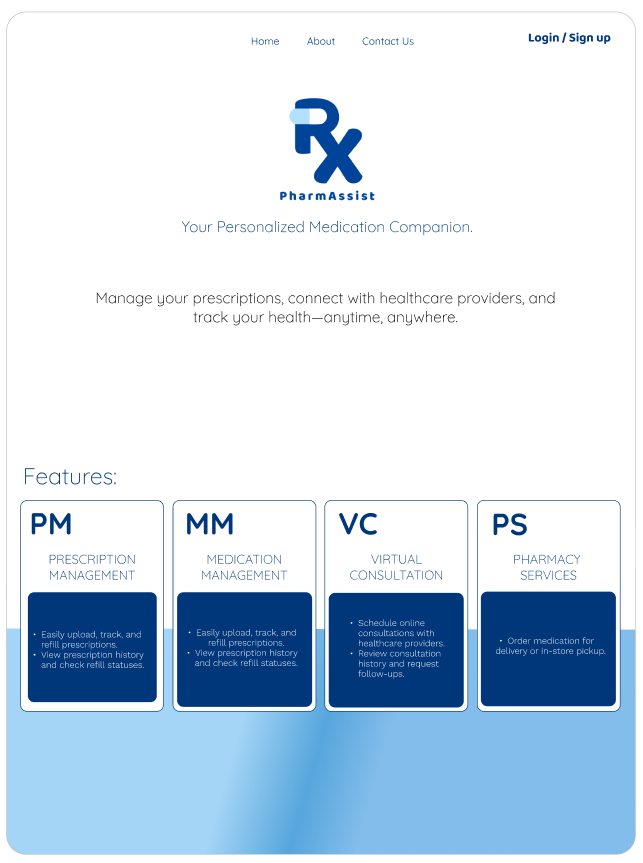 Home About Contact Us Login / Sign up
Rx
PharmAssist
Your Personalized Medication Companion.
Manage your prescriptions, connect with healthcare providers, and
track your health—anytime, anywhere.
Features:
PM
PRESCRIPTION
MANAGEMENT
• Easily upload, track, and
refill prescriptions.
• View prescription history
and check refill statuses.
MM
MEDICATION
MANAGEMENT
• Easily upload, track, and
refill prescriptions.
• View prescription history
and check refill statuses.
VC
VIRTUAL
CONSULTATION
• Schedule online
consultations with
healthcare providers.
• Review consultation
history and request
follow-ups.
PS
PHARMACY
SERVICES
• Order medication for
delivery or in-store pickup.